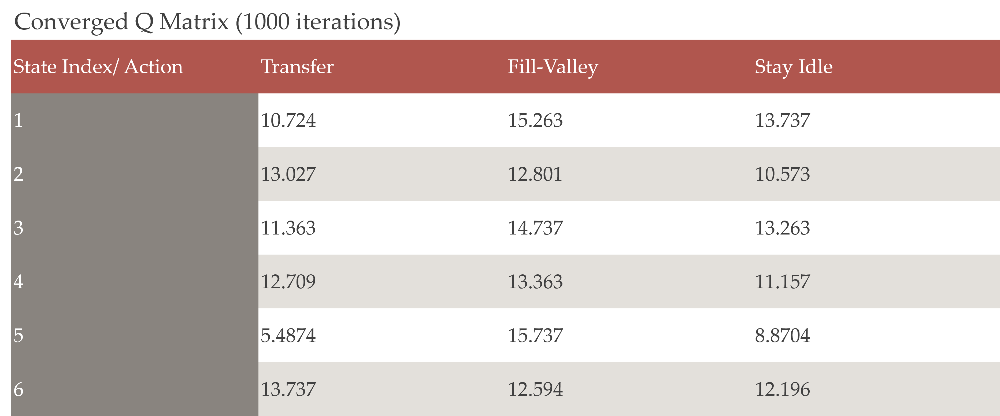 Converged Q Matrix (1000 iterations)
State Index/ Action Transfer Fill-Valley Stay Idle
1 10.724 15.263 13.737
2 13.027 12.801 10.573
3 11.363 14.737 13.263
4 12.709 13.363 11.157
5 5.4874 15.737 8.8704
6 13.737 12.594 12.196